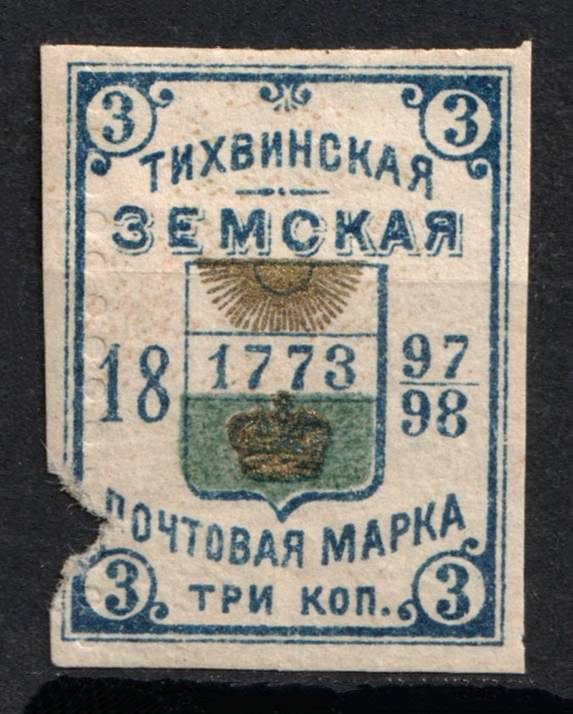 3 3
ТИХВИНСКАЯ
ЗЕМСКАЯ
18 1773 97/98
ПОЧТОВАЯ МАРКА
3 ТРИ КОП. 3